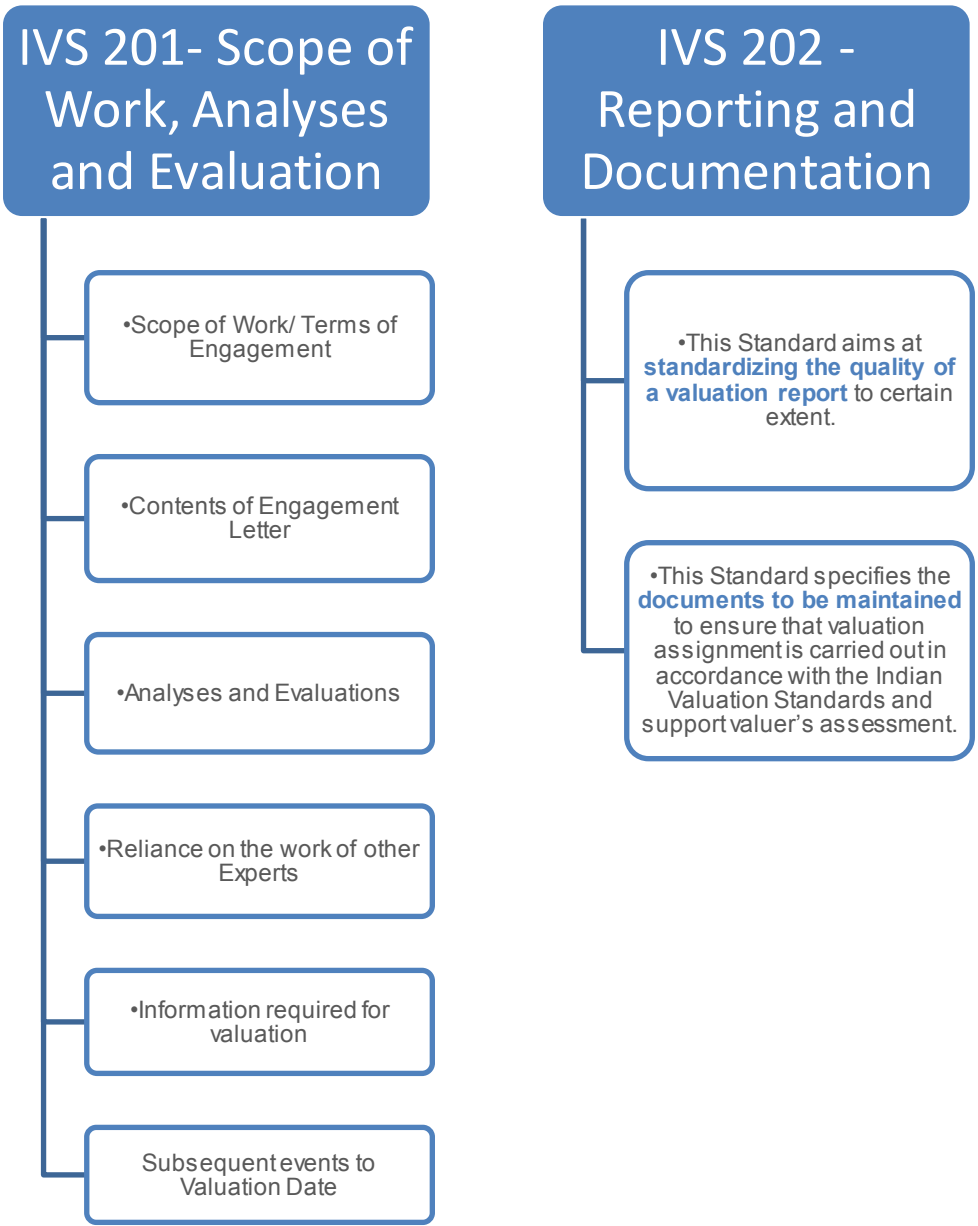 IVS 201- Scope of
Work, Analyses
and Evaluation
•Scope of Work/ Terms of
Engagement
•Contents of Engagement
Letter
•Analyses and Evaluations
•Reliance on the work of other
Experts
•Information required for
valuation
Subsequent events to
Valuation Date
IVS 202 -
Reporting and
Documentation
•This Standard aims at
standardizing the quality of
a valuation report to certain
extent.
•This Standard specifies the
documents to be maintained
to ensure that valuation
assignment is carried out in
accordance with the Indian
Valuation Standards and
support valuer’s assessment.